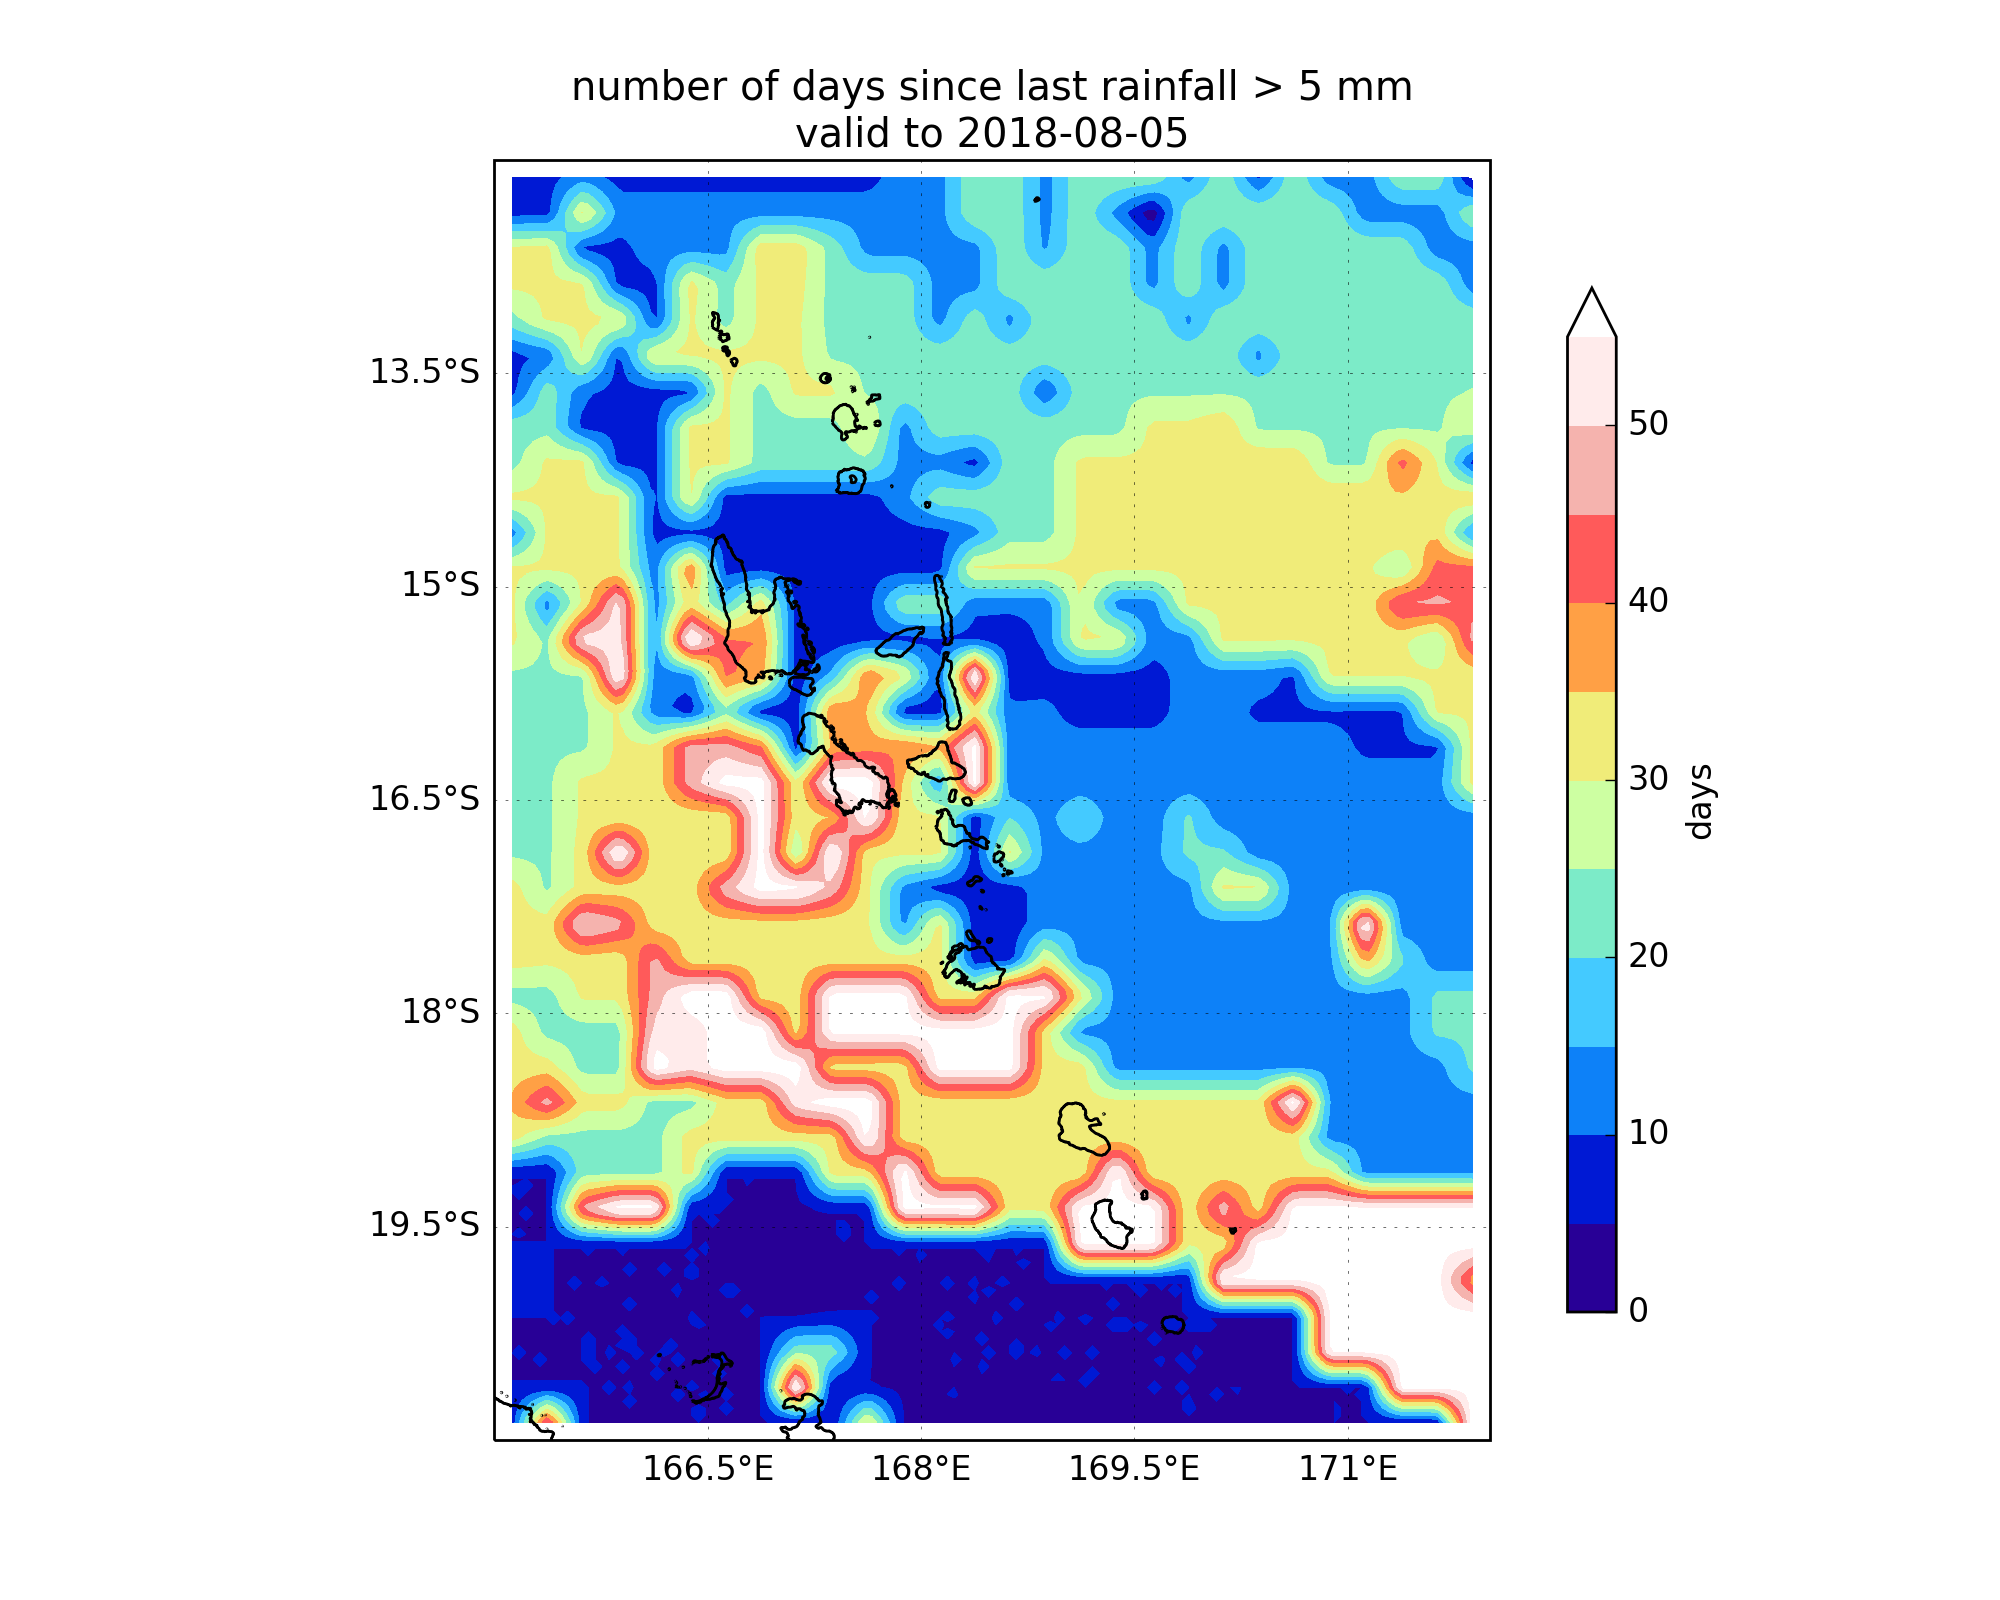 number of days since last rainfall > 5 mm
valid to 2018-08-05
13.5°S
15°S
16.5°S
18°S
19.5°S
166.5°E
168°E
169.5°E
171°E
50
40
30
20
10
0
days